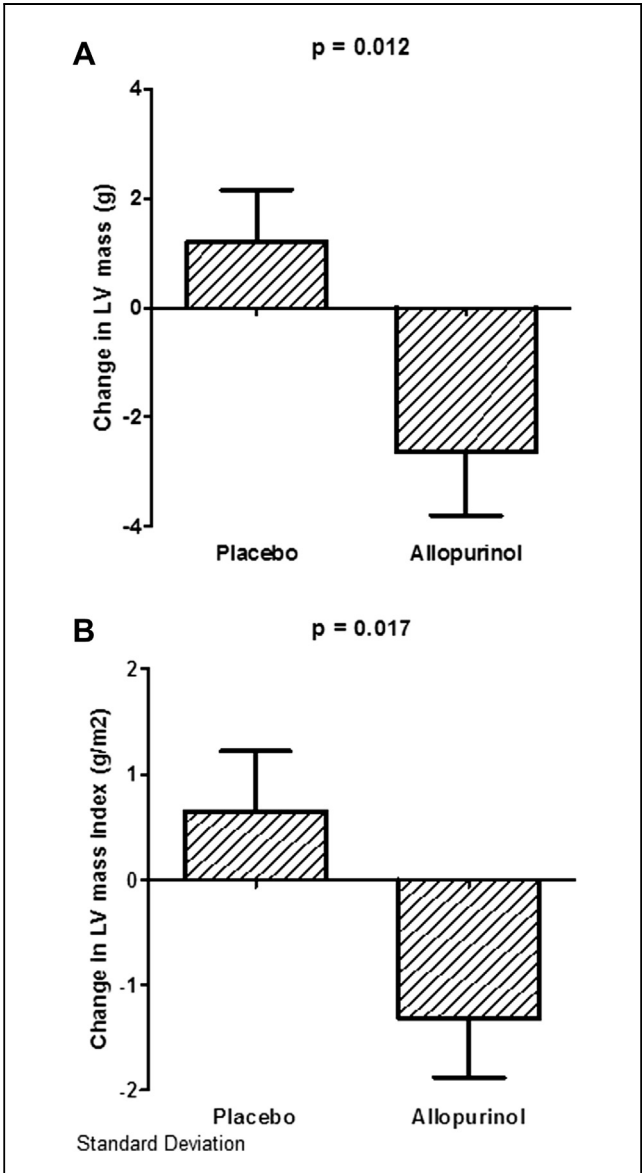 A
p = 0.012
Change in LV mass (g)
4
2
0
-2
-4
Placebo Allopurinol
B
p = 0.017
Change in LV mass Index (g/m2)
2
1
0
-1
-2
Placebo Allopurinol
Standard Deviation